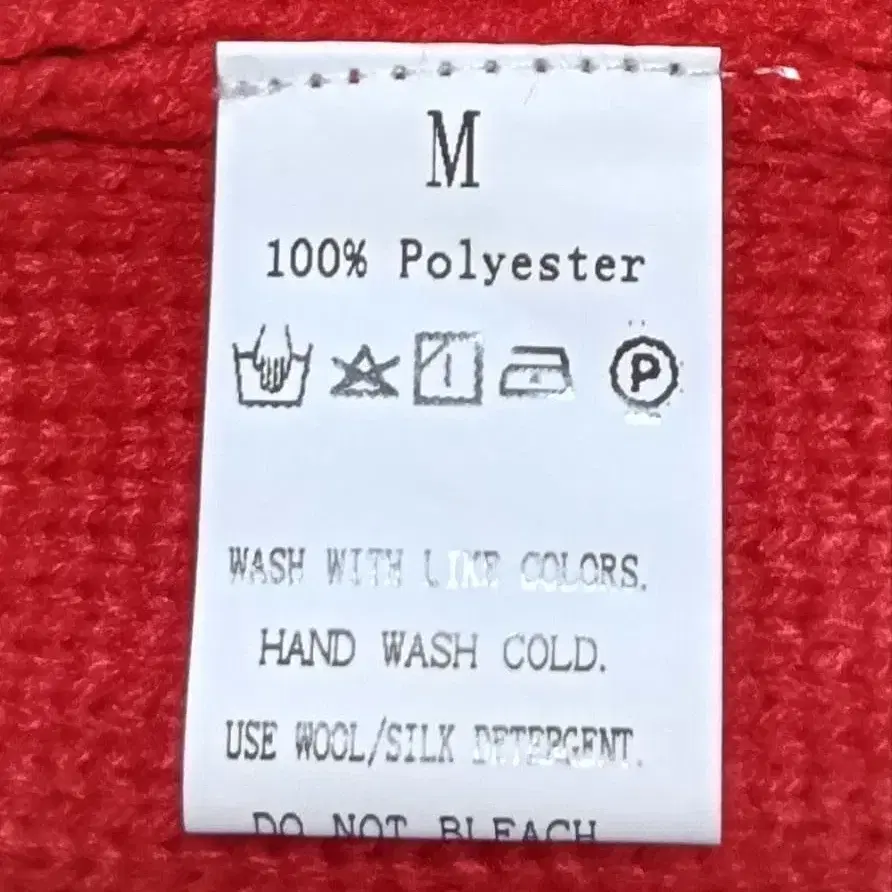 M
100% Polyester
P
WASH WITH LIKE COLORS.
HAND WASH COLD.
USE WOOL/SILK DETERGENT.
DO NOT BLEACH